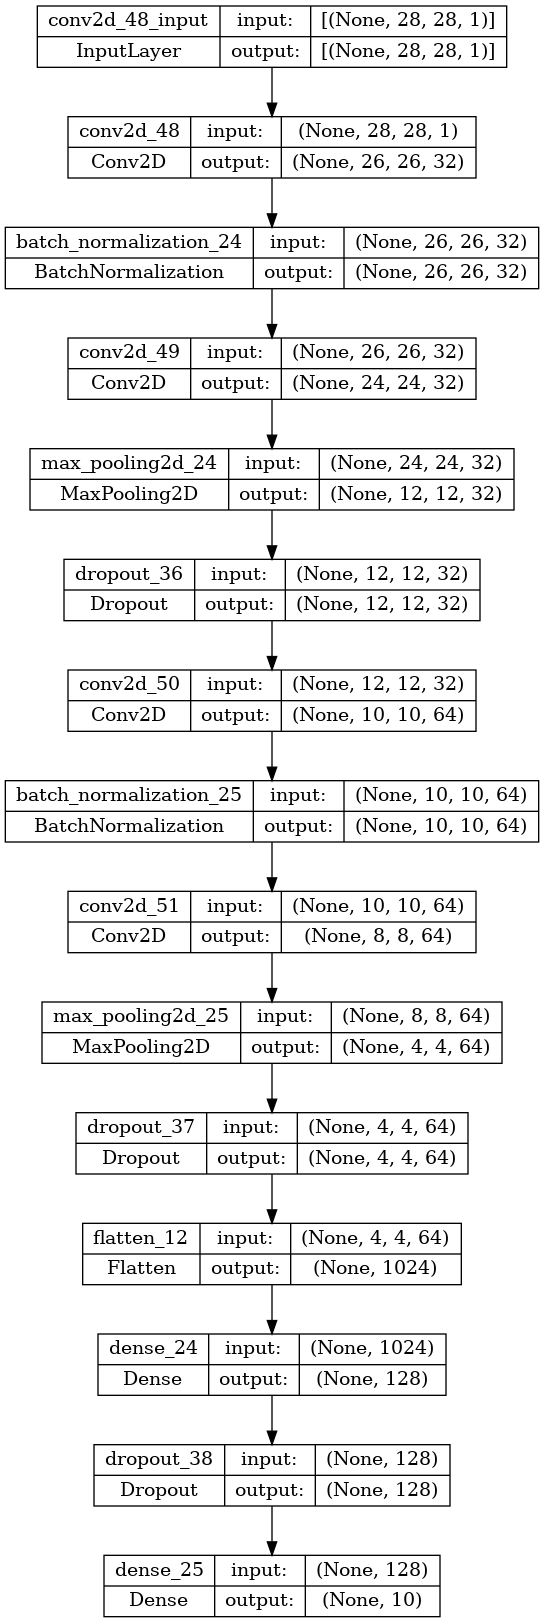 conv2d_48_input input: [(None, 28, 28, 1)]
InputLayer output: [(None, 28, 28, 1)]
conv2d_48 input: (None, 28, 28, 1)
Conv2D output: (None, 26, 26, 32)
batch_normalization_24 input: (None, 26, 26, 32)
BatchNormalization output: (None, 26, 26, 32)
conv2d_49 input: (None, 26, 26, 32)
Conv2D output: (None, 24, 24, 32)
max_pooling2d_24 input: (None, 24, 24, 32)
MaxPooling2D output: (None, 12, 12, 32)
dropout_36 input: (None, 12, 12, 32)
Dropout output: (None, 12, 12, 32)
conv2d_50 input: (None, 12, 12, 32)
Conv2D output: (None, 10, 10, 64)
batch_normalization_25 input: (None, 10, 10, 64)
BatchNormalization output: (None, 10, 10, 64)
conv2d_51 input: (None, 10, 10, 64)
Conv2D output: (None, 8, 8, 64)
max_pooling2d_25 input: (None, 8, 8, 64)
MaxPooling2D output: (None, 4, 4, 64)
dropout_37 input: (None, 4, 4, 64)
Dropout output: (None, 4, 4, 64)
flatten_12 input: (None, 4, 4, 64)
Flatten output: (None, 1024)
dense_24 input: (None, 1024)
Dense output: (None, 128)
dropout_38 input: (None, 128)
Dropout output: (None, 128)
dense_25 input: (None, 128)
Dense output: (None, 10)